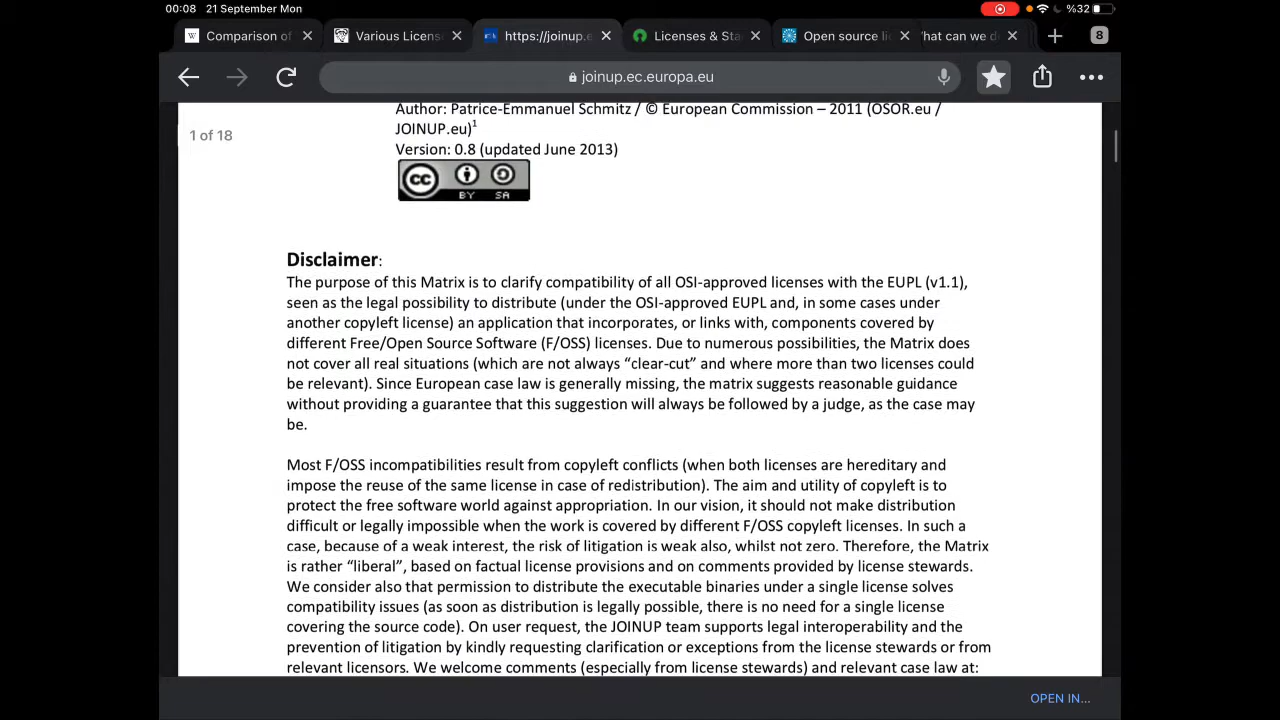 00:08 21 September Mon
%32
Comparison of
Various Licens
https://joinup.e
Licenses & Sta
Open source li
hat can we d
8
joinup.ec.europa.eu
Author: Patrice-Emmanuel Schmitz / © European Commission – 2011 (OSOR.eu /
1 of 18
JOINUP.eu)1
Version: 0.8 (updated June 2013)
cc
BY SA
Disclaimer:
The purpose of this Matrix is to clarify compatibility of all OSI-approved licenses with the EUPL (v1.1),
seen as the legal possibility to distribute (under the OSI-approved EUPL and, in some cases under
another copyleft license) an application that incorporates, or links with, components covered by
different Free/Open Source Software (F/OSS) licenses. Due to numerous possibilities, the Matrix does
not cover all real situations (which are not always “clear-cut” and where more than two licenses could
be relevant). Since European case law is generally missing, the matrix suggests reasonable guidance
without providing a guarantee that this suggestion will always be followed by a judge, as the case may
be.
Most F/OSS incompatibilities result from copyleft conflicts (when both licenses are hereditary and
impose the reuse of the same license in case of redistribution). The aim and utility of copyleft is to
protect the free software world against appropriation. In our vision, it should not make distribution
difficult or legally impossible when the work is covered by different F/OSS copyleft licenses. In such a
case, because of a weak interest, the risk of litigation is weak also, whilst not zero. Therefore, the Matrix
is rather “liberal”, based on factual license provisions and on comments provided by license stewards.
We consider also that permission to distribute the executable binaries under a single license solves
compatibility issues (as soon as distribution is legally possible, there is no need for a single license
covering the source code). On user request, the JOINUP team supports legal interoperability and the
prevention of litigation by kindly requesting clarification or exceptions from the license stewards or from
relevant licensors. We welcome comments (especially from license stewards) and relevant case law at:
OPEN IN...